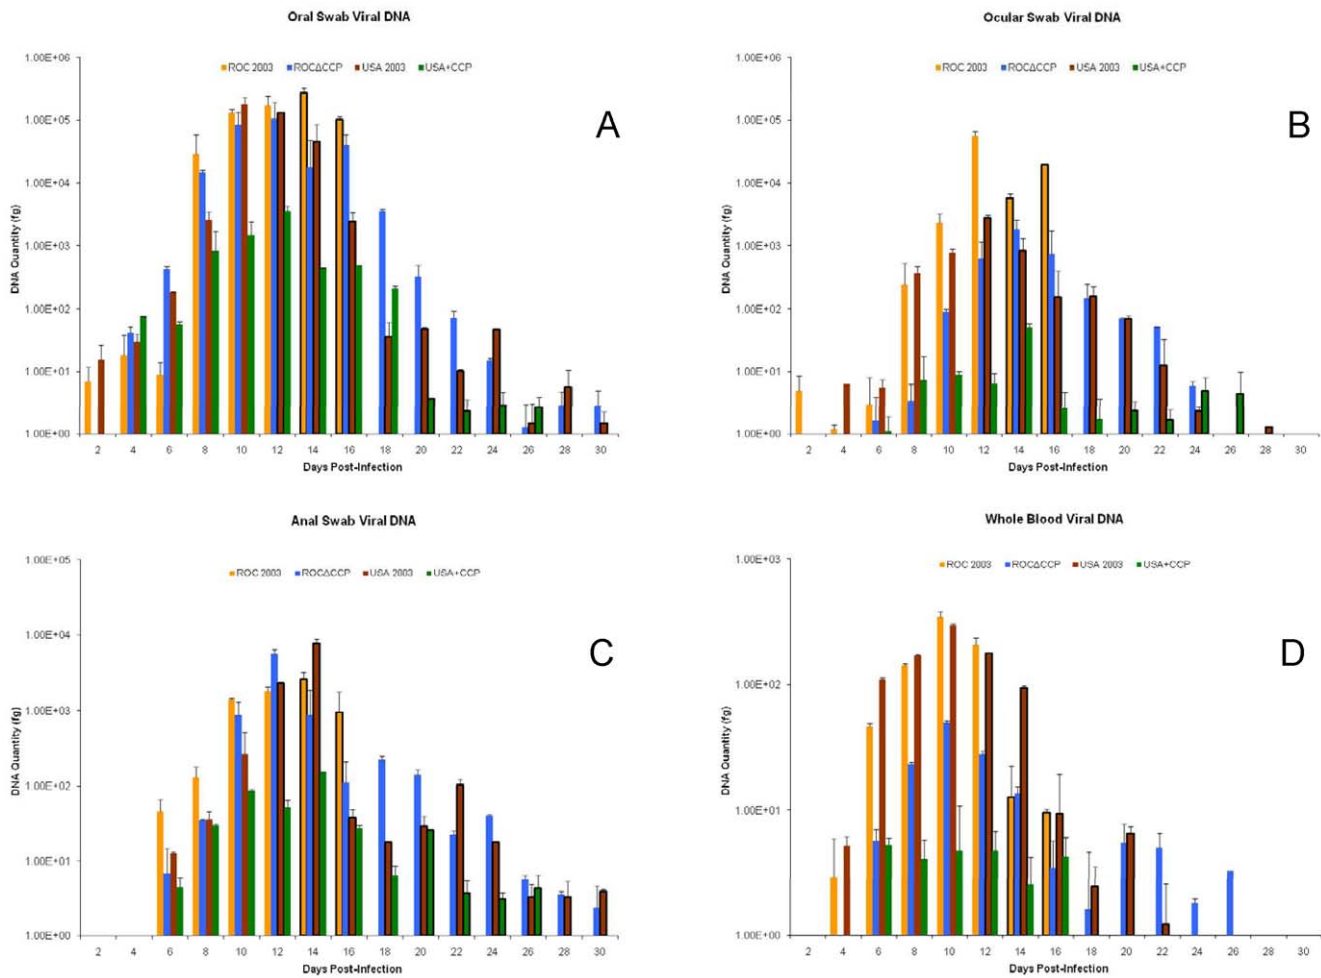 Oral Swab Viral DNA
1.00E+06
1.00E+05
1.00E+04
1.00E+03
1.00E+02
1.00E+01
1.00E+00
DNA Quantity (fg)
ROC 2003 ROCΔCCP USA 2003 USA+CCP
A
2 4 6 8 10 12 14 16 18 20 22 24 26 28 30
Days Post-Infection
Ocular Swab Viral DNA
1.00E+06
1.00E+05
1.00E+04
1.00E+03
1.00E+02
1.00E+01
1.00E+00
DNA Quantity (fg)
ROC 2003 ROCΔCCP USA 2003 USA+CCP
B
2 4 6 8 10 12 14 16 18 20 22 24 26 28 30
Days Post-Infection
Anal Swab Viral DNA
1.00E+05
1.00E+04
1.00E+03
1.00E+02
1.00E+01
1.00E+00
DNA Quantity (fg)
ROC 2003 ROCΔCCP USA 2003 USA+CCP
C
2 4 6 8 10 12 14 16 18 20 22 24 26 28 30
Days Post-Infection
Whole Blood Viral DNA
1.00E+03
1.00E+02
1.00E+01
1.00E+00
DNA Quantity (fg)
ROC 2003 ROCΔCCP USA 2003 USA+CCP
D
2 4 6 8 10 12 14 16 18 20 22 24 26 28 30
Days Post-Infection